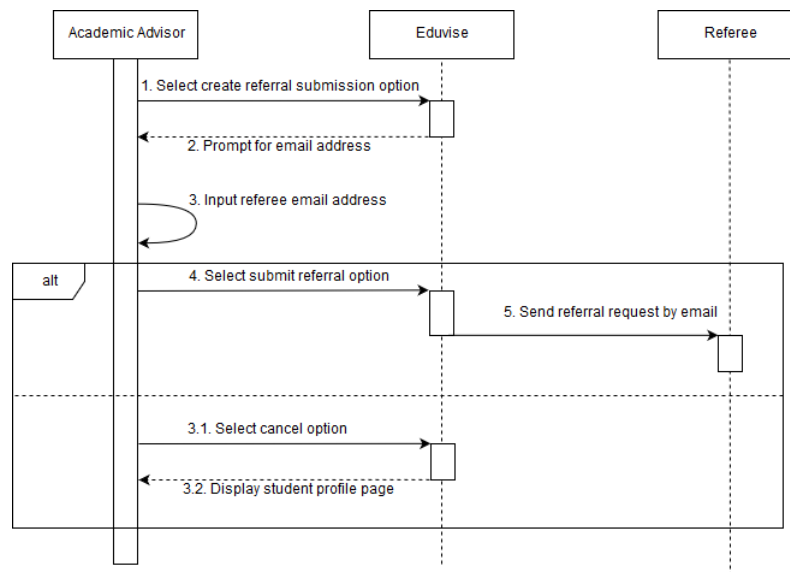 Academic Advisor
Eduvise
Referee
1. Select create referral submission option
2. Prompt for email address
3. Input referee email address
alt
4. Select submit referral option
5. Send referral request by email
3.1. Select cancel option
3.2. Display student profile page